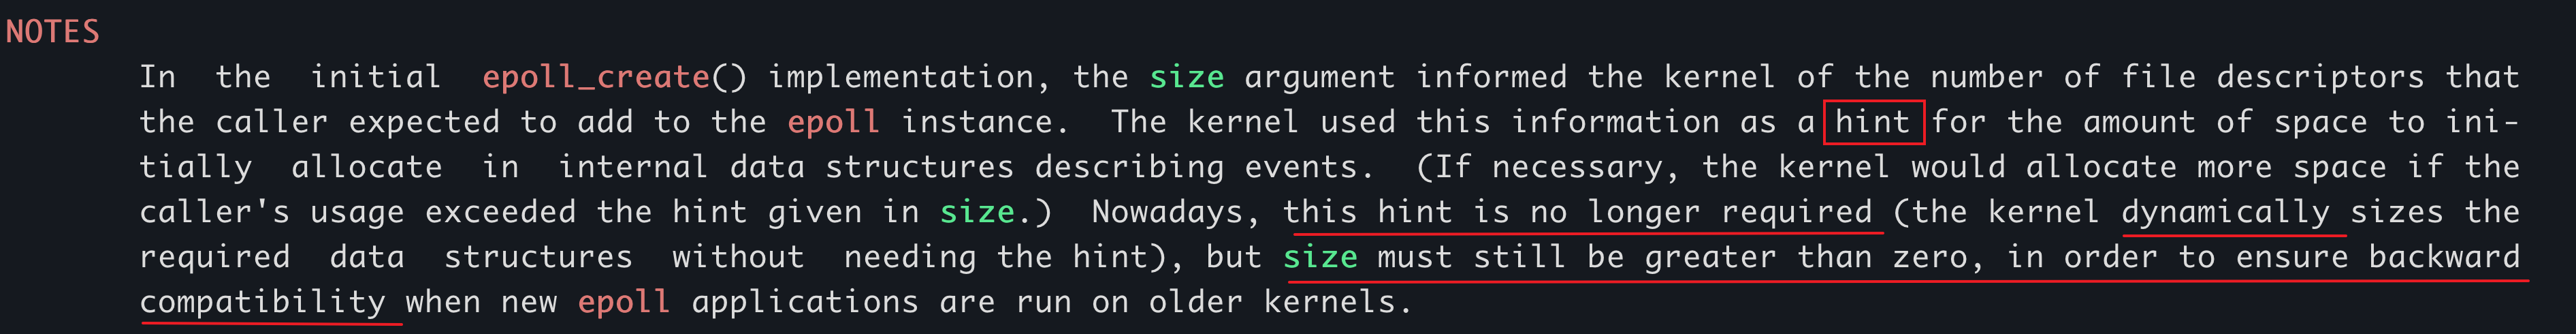 NOTES
In the initial epoll_create() implementation, the size argument informed the kernel of the number of file descriptors that
the caller expected to add to the epoll instance. The kernel used this information as a hint for the amount of space to ini-
tially allocate in internal data structures describing events. (If necessary, the kernel would allocate more space if the
caller's usage exceeded the hint given in size.) Nowadays, this hint is no longer required (the kernel dynamically sizes the
required data structures without needing the hint), but size must still be greater than zero, in order to ensure backward
compatibility when new epoll applications are run on older kernels.